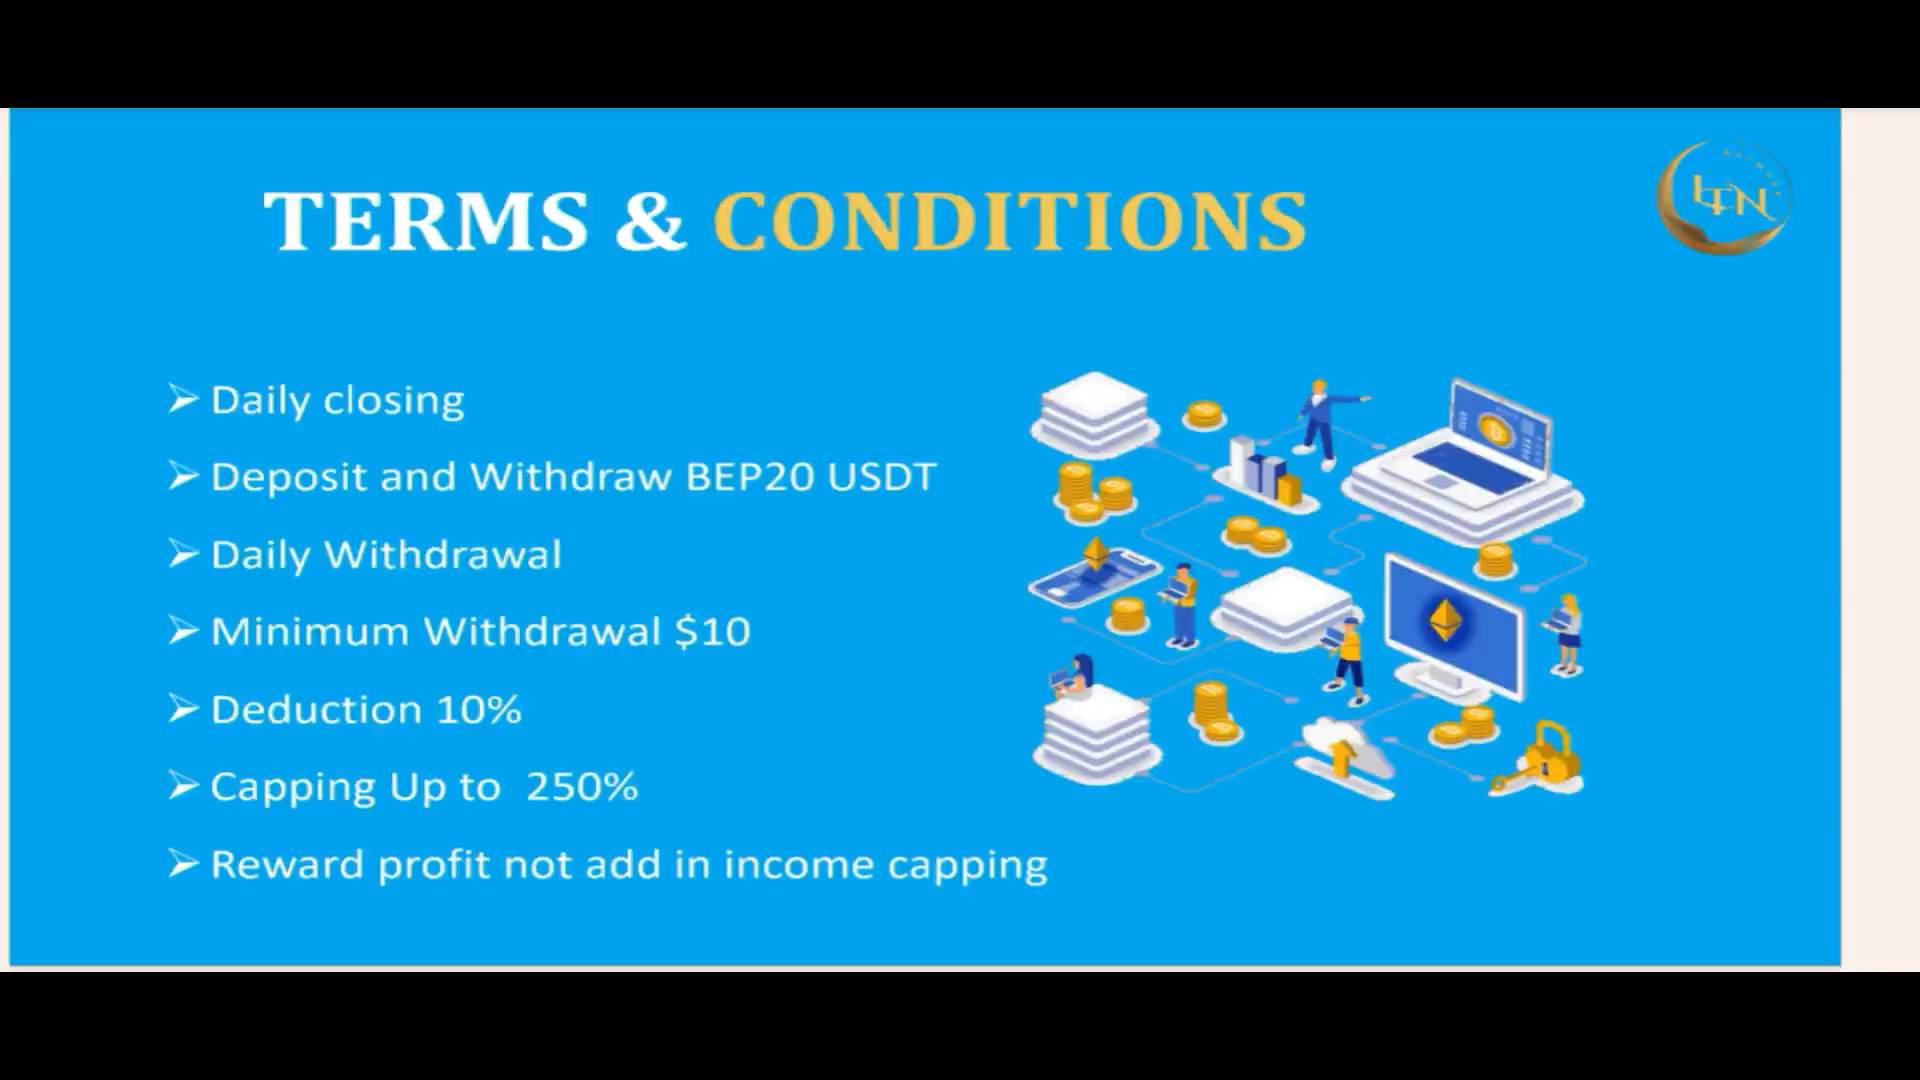 TERMS & CONDITIONS
LTN
Daily closing
Deposit and Withdraw BEP20 USDT
Daily Withdrawal
Minimum Withdrawal $10
Deduction 10%
Capping Up to 250%
Reward profit not add in income capping